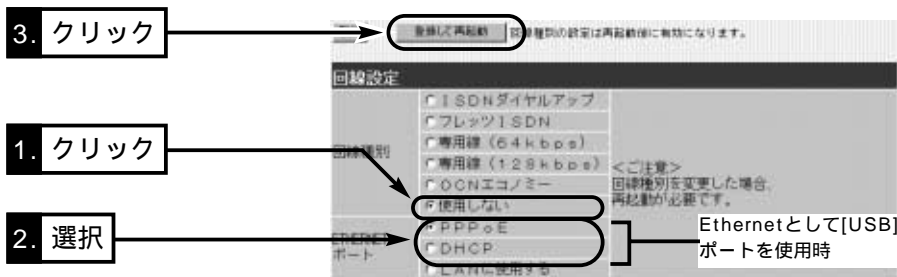 3. クリック
登録して再起動 回線種別の設定は再起動後に有効になります。
回線設定
1. クリック
回線種別
ISDNダイヤルアップ
フレッツISDN
専用線(64kbps)
専用線(128kbps)
OCNエコノミー
使用しない
<ご注意>
回線種別を変更した場合、
再起動が必要です。
2. 選択
ETHERNET
ポート
PPPoE
DHCP
LANに使用する
Ethernetとして[USB]
ポートを使用時